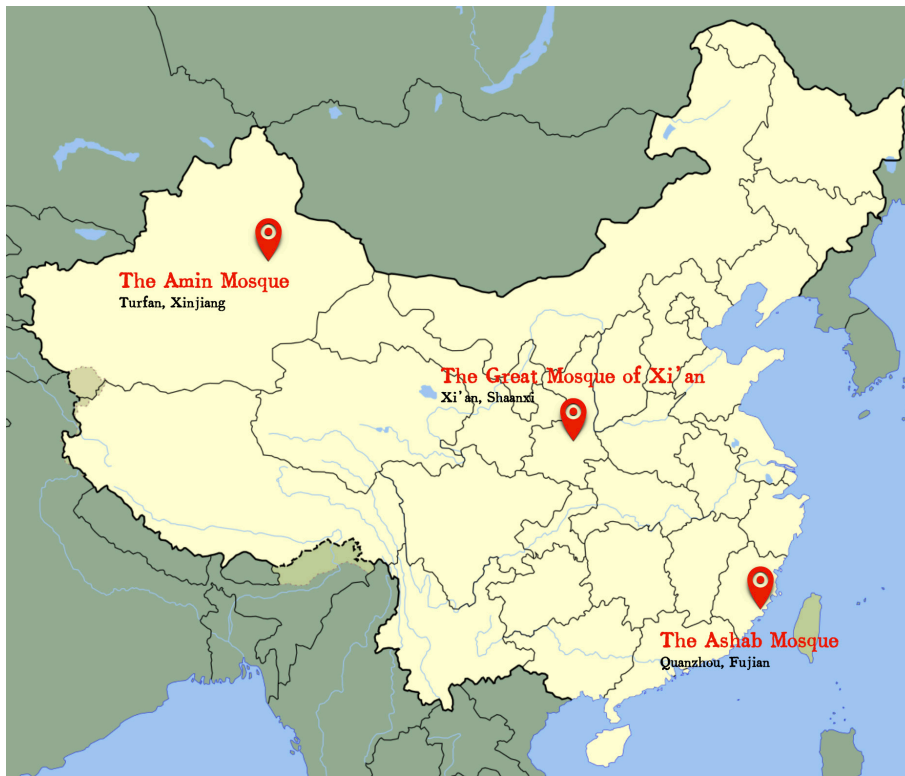 The Amin Mosque
Turfan, Xinjiang
The Great Mosque of Xi'an
Xi'an, Shaanxi
The Ashab Mosque
Quanzhou, Fujian